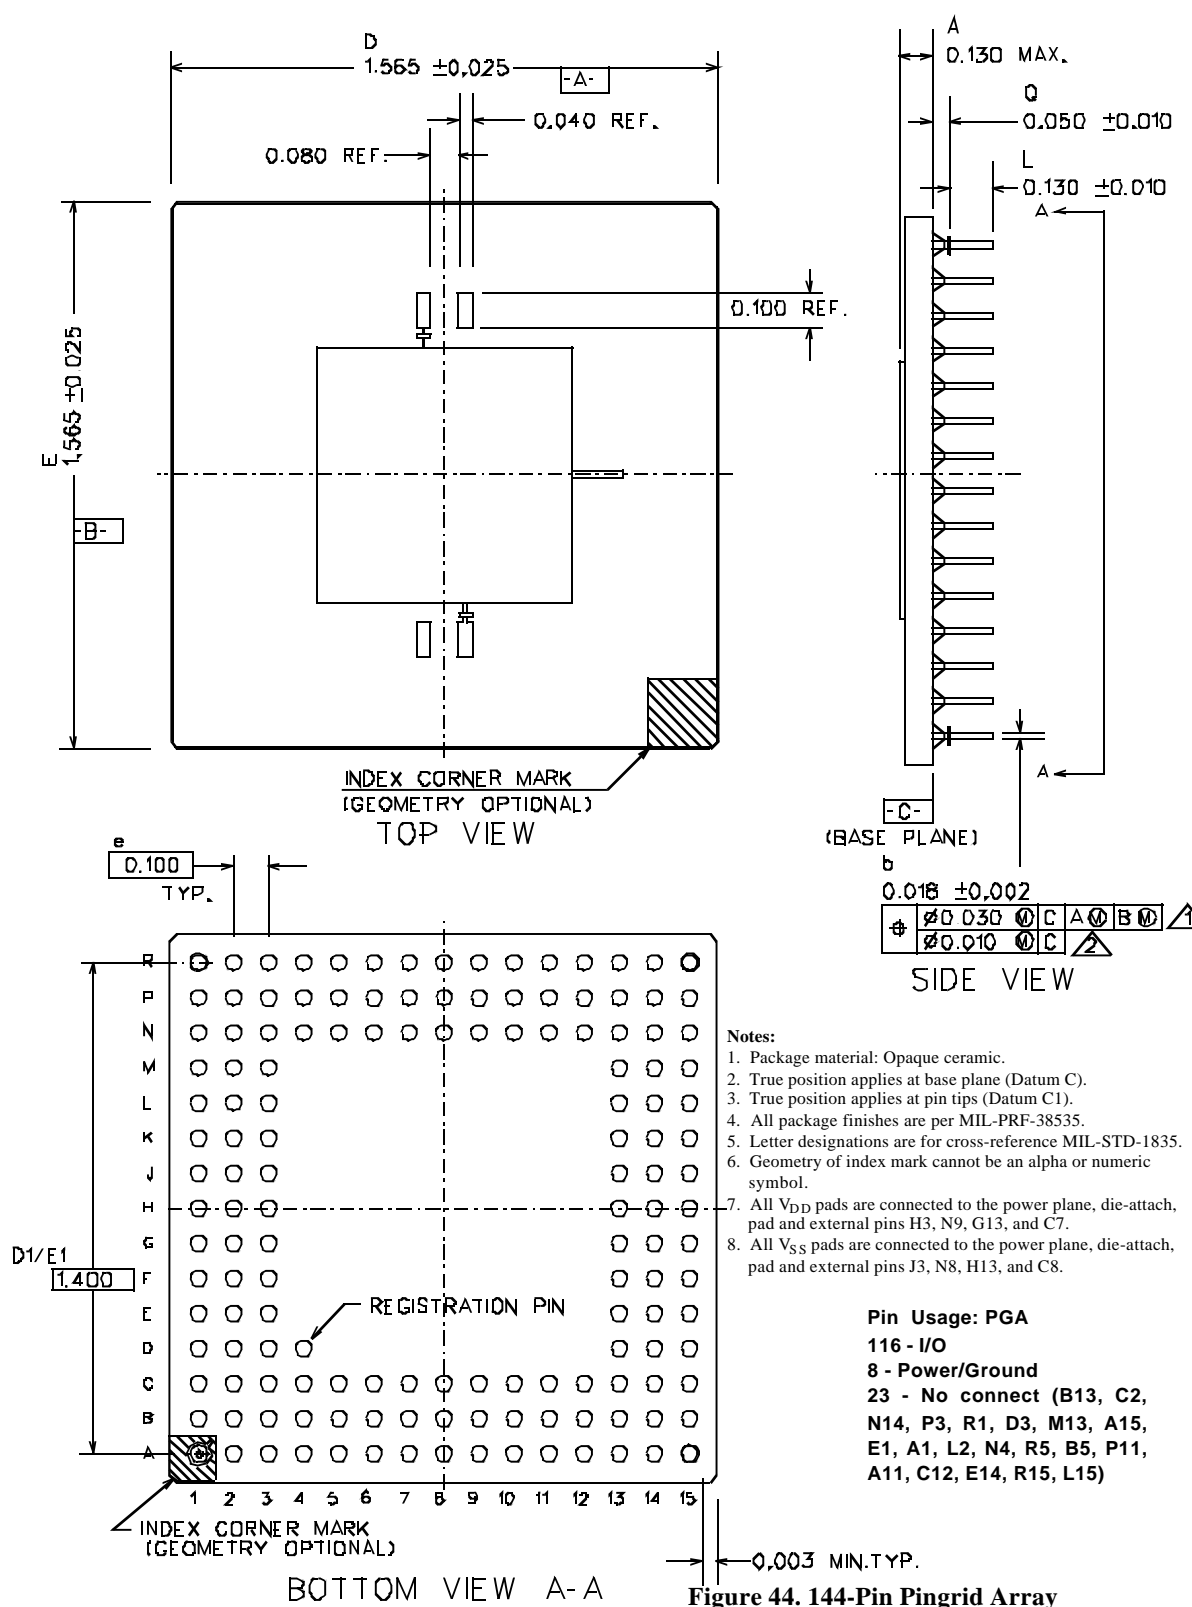 D
1.565 ±0.025
-A-
0.040 REF.
0.080 REF.
A
0.130 MAX.
Q
0.050 ±0.010
L
0.130 ±0.010
A
0.100 REF.
E
1.565 ±0.025
-B-
INDEX CORNER MARK
(GEOMETRY OPTIONAL)
TOP VIEW
A
-C-
(BASE PLANE)
b
0.018 ±0.002
⌖ Ø0.030 Ⓜ C A Ⓜ B Ⓜ 1
Ø0.010 Ⓜ C 2
SIDE VIEW
e
0.100
TYP.
R
P
N
M
L
K
J
H
G
F
E
D
C
B
A
D1/E1
1.400
REGISTRATION PIN
1 2 3 4 5 6 7 8 9 10 11 12 13 14 15
INDEX CORNER MARK
(GEOMETRY OPTIONAL)
0.003 MIN.TYP.
BOTTOM VIEW A-A
Notes:
1. Package material: Opaque ceramic.
2. True position applies at base plane (Datum C).
3. True position applies at pin tips (Datum C1).
4. All package finishes are per MIL-PRF-38535.
5. Letter designations are for cross-reference MIL-STD-1835.
6. Geometry of index mark cannot be an alpha or numeric
symbol.
7. All VDD pads are connected to the power plane, die-attach,
pad and external pins H3, N9, G13, and C7.
8. All VSS pads are connected to the power plane, die-attach,
pad and external pins J3, N8, H13, and C8.
Pin Usage: PGA
116 - I/O
8 - Power/Ground
23 - No connect (B13, C2,
N14, P3, R1, D3, M13, A15,
E1, A1, L2, N4, R5, B5, P11,
A11, C12, E14, R15, L15)
Figure 44. 144-Pin Pingrid Array